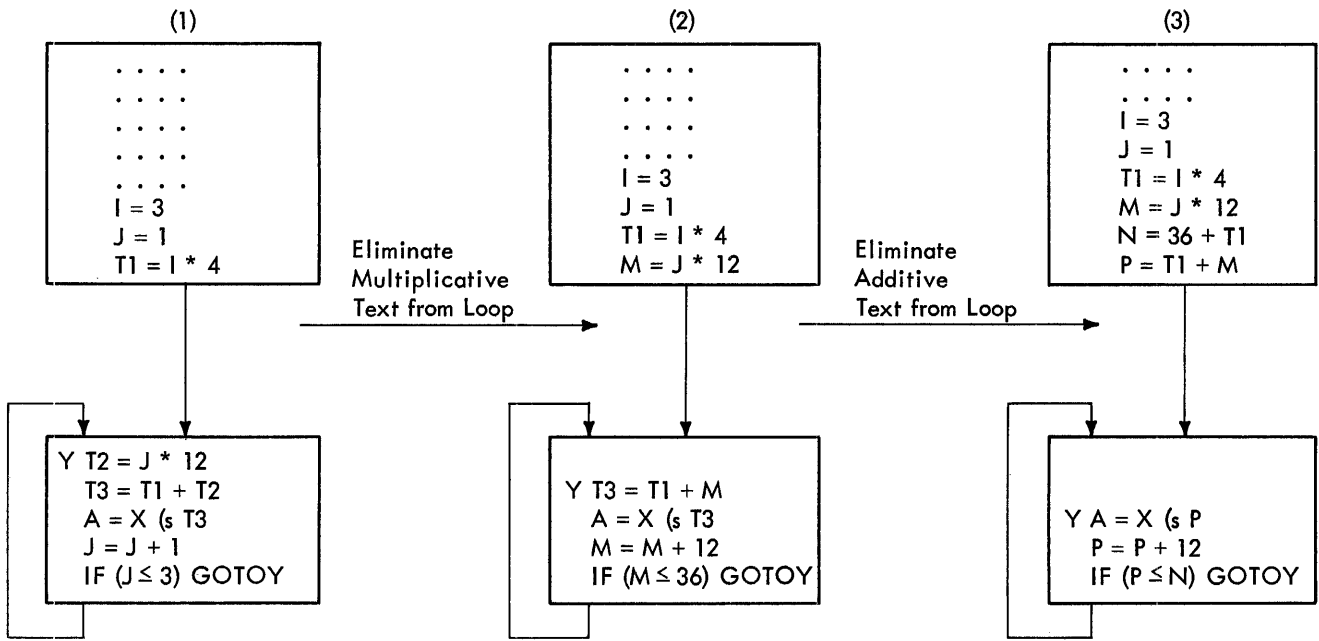 (1)
. . . .
. . . .
. . . .
. . . .
. . . .
I = 3
J = 1
T1 = I * 4
Eliminate
Multiplicative
Text from Loop
Y T2 = J * 12
T3 = T1 + T2
A = X (s T3
J = J + 1
IF (J ≤ 3) GOTOY
(2)
. . . .
. . . .
. . . .
. . . .
I = 3
J = 1
T1 = I * 4
M = J * 12
Eliminate
Additive
Text from Loop
Y T3 = T1 + M
A = X (s T3
M = M + 12
IF (M ≤ 36) GOTOY
(3)
. . . .
. . . .
I = 3
J = 1
T1 = I * 4
M = J * 12
N = 36 + T1
P = T1 + M
Y A = X (s P
P = P + 12
IF (P ≤ N) GOTOY